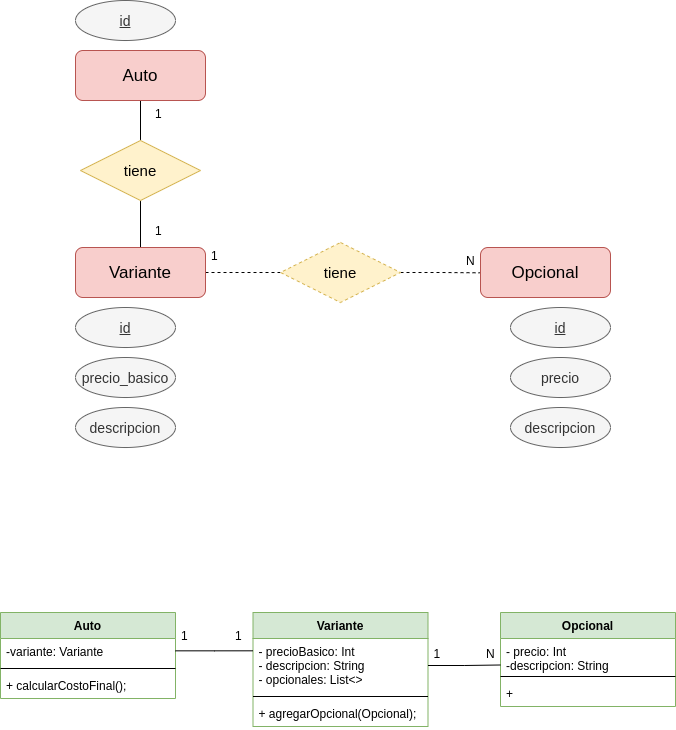 id
Auto
1
tiene
1
Variante
1
tiene
N
Opcional
id
precio_basico
descripcion
id
precio
descripcion
Auto
-variante: Variante
+ calcularCostoFinal();
1
1
Variante
- precioBasico: Int
- descripcion: String
- opcionales: List<>
+ agregarOpcional(Opcional);
1
N
Opcional
- precio: Int
-descripcion: String
+